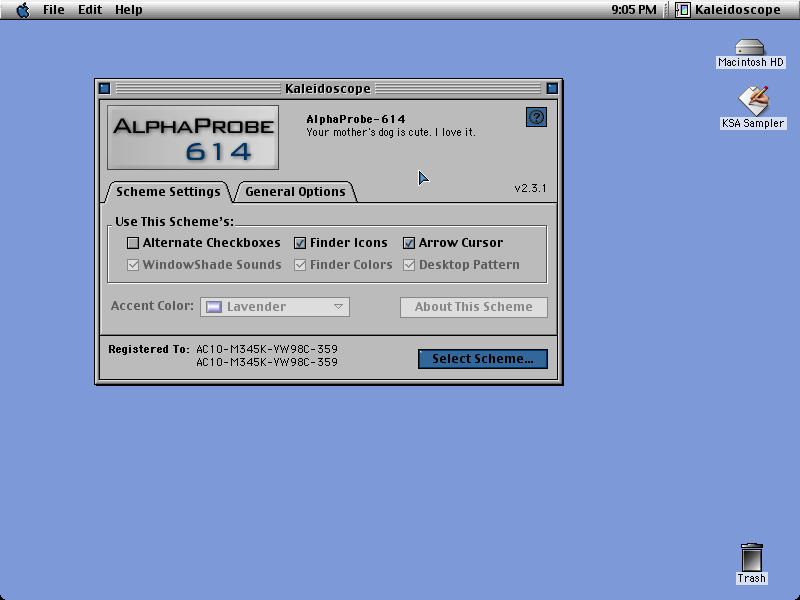 File Edit Help 9:05 PM Kaleidoscope
Macintosh HD
KSA Sampler
Kaleidoscope
ALPHAPROBE
614
AlphaProbe-614
Your mother's dog is cute. I love it.
?
Scheme Settings General Options v2.3.1
Use This Scheme's:
Alternate Checkboxes Finder Icons Arrow Cursor
WindowShade Sounds Finder Colors Desktop Pattern
Accent Color: Lavender About This Scheme
Registered To: AC10-M345K-VW98C-359
AC10-M345K-VW98C-359
Select Scheme...
Trash